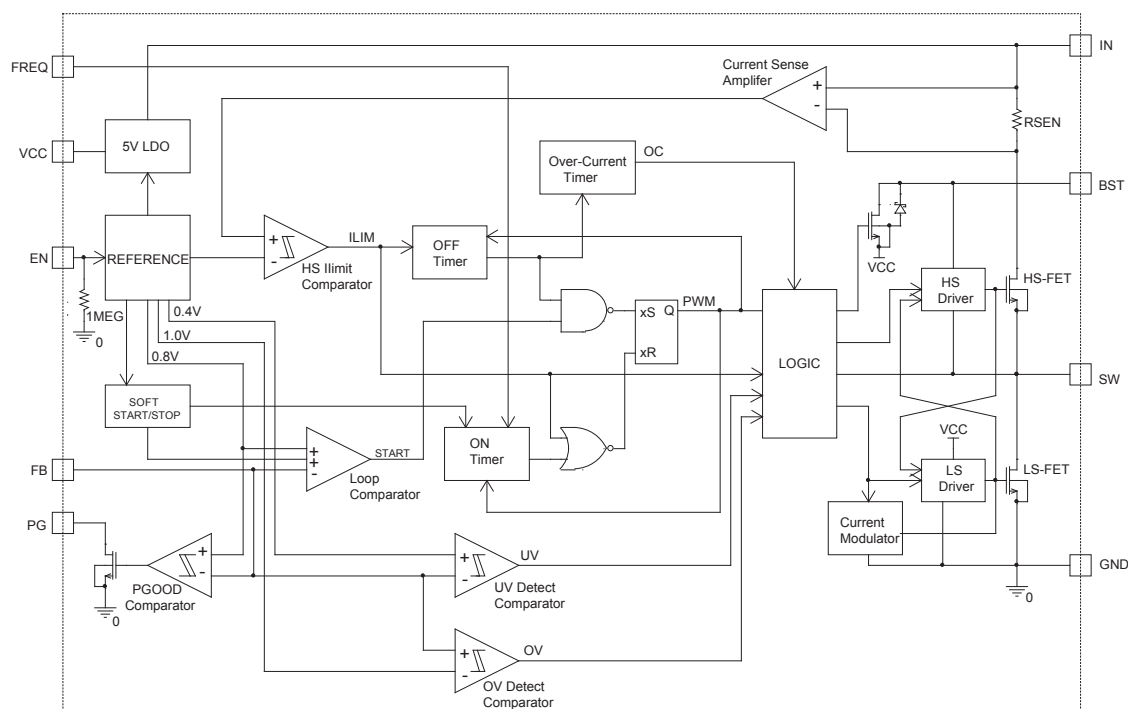 IN
FREQ
Current Sense
Amplifer
+
-
RSEN
5V LDO
VCC
OC
Over-Current
Timer
BST
+
-
ILIM
OFF
Timer
EN
REFERENCE
HS Ilimit
Comparator
VCC
HS
Driver
HS-FET
1MEG
0
0.4V
1.0V
0.8V
xS
Q
xR
PWM
LOGIC
SW
SOFT
START/STOP
ON
Timer
VCC
+
+
-
START
Loop
Comparator
FB
LS
Driver
LS-FET
PG
Current
Modulator
+
-
PGOOD
Comparator
0
+
-
UV
UV Detect
Comparator
GND
0
+
-
OV
OV Detect
Comparator